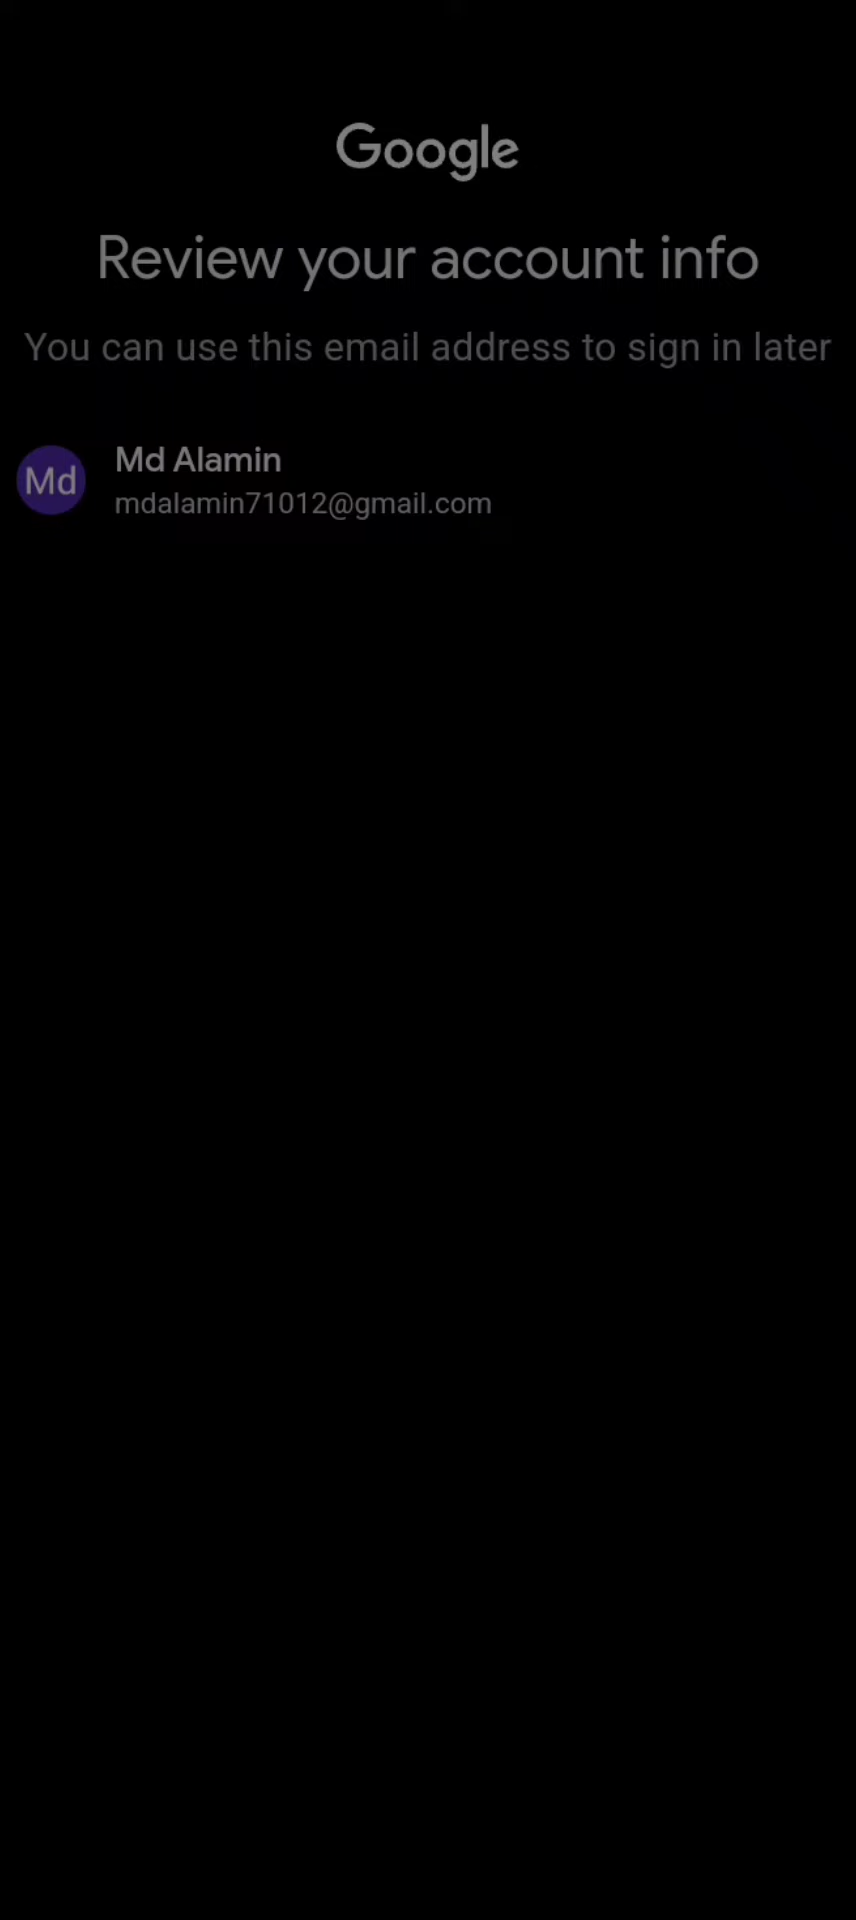 Google
Review your account info
You can use this email address to sign in later
Md
Md Alamin
mdalamin71012@gmail.com